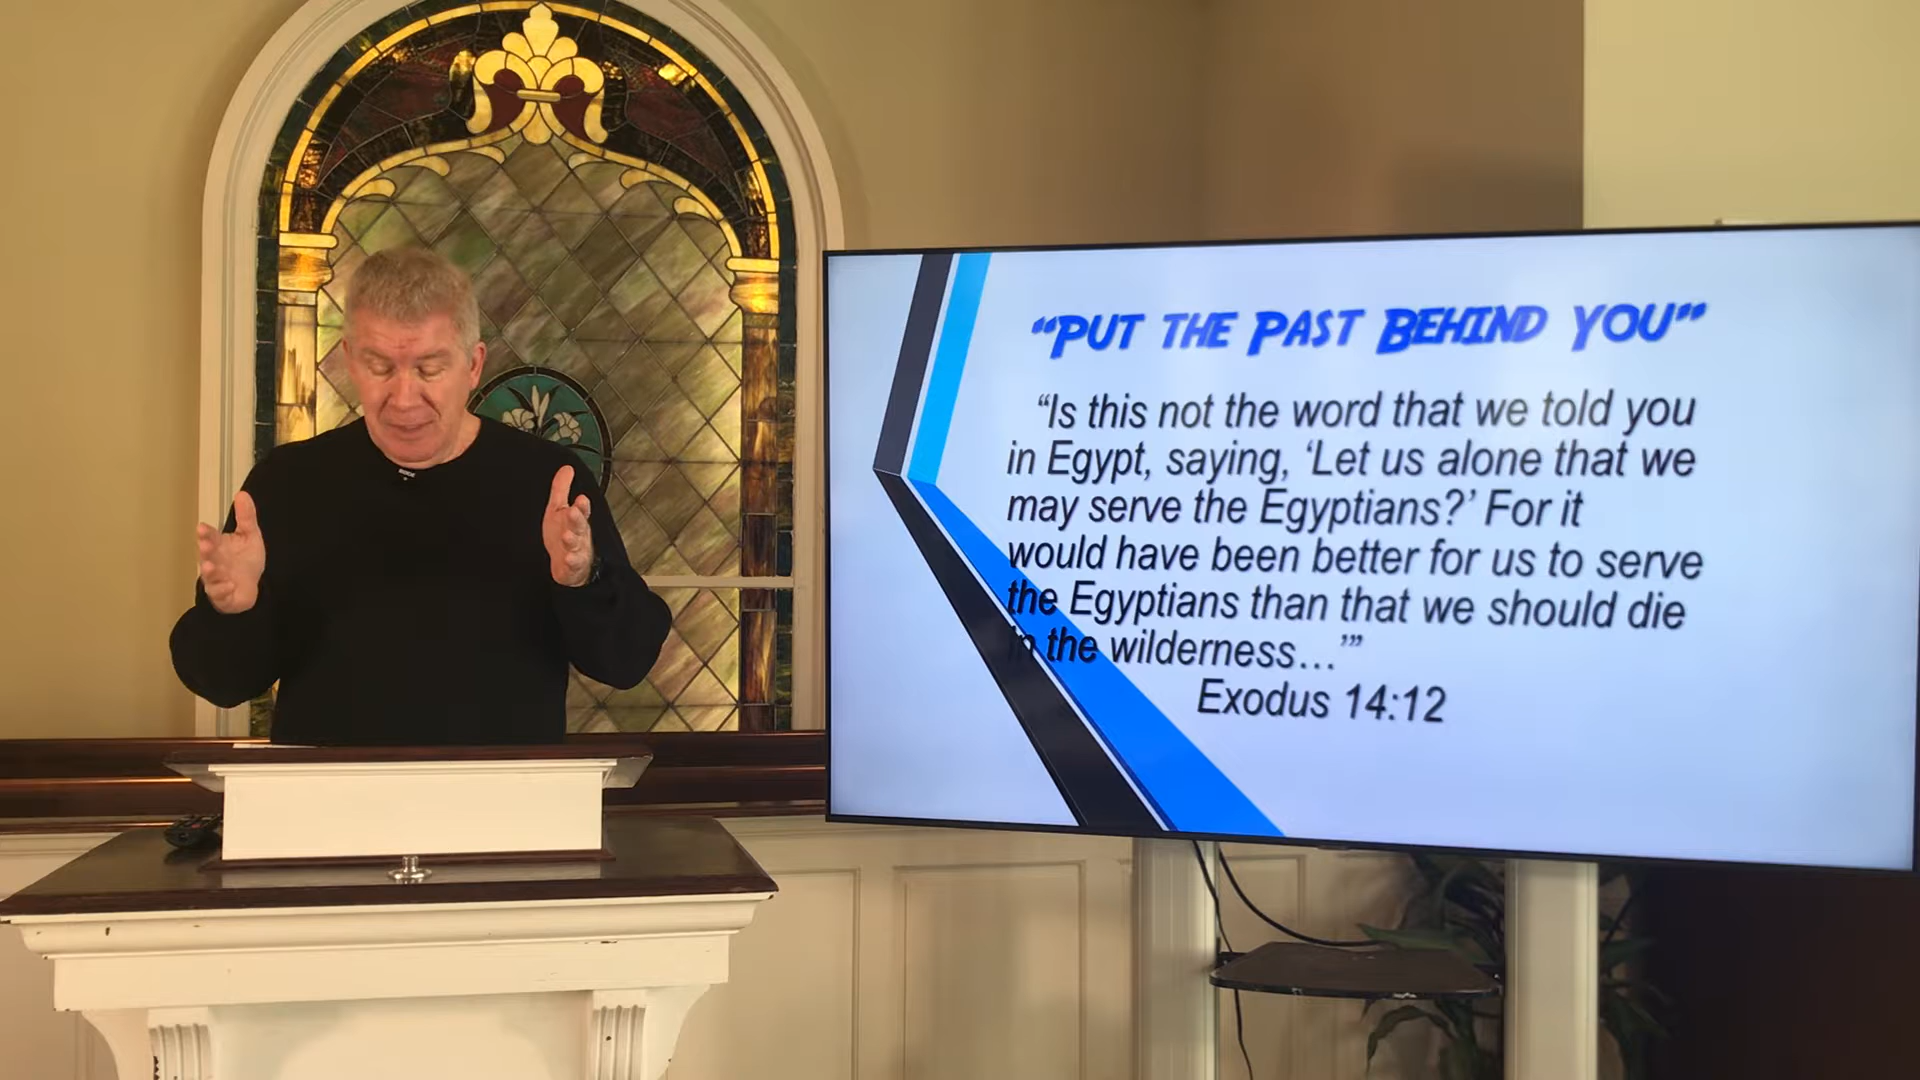 “PUT THE PAST BEHIND YOU”
“Is this not the word that we told you
in Egypt, saying, ‘Let us alone that we
may serve the Egyptians?’ For it
would have been better for us to serve
the Egyptians than that we should die
in the wilderness…’”
Exodus 14:12